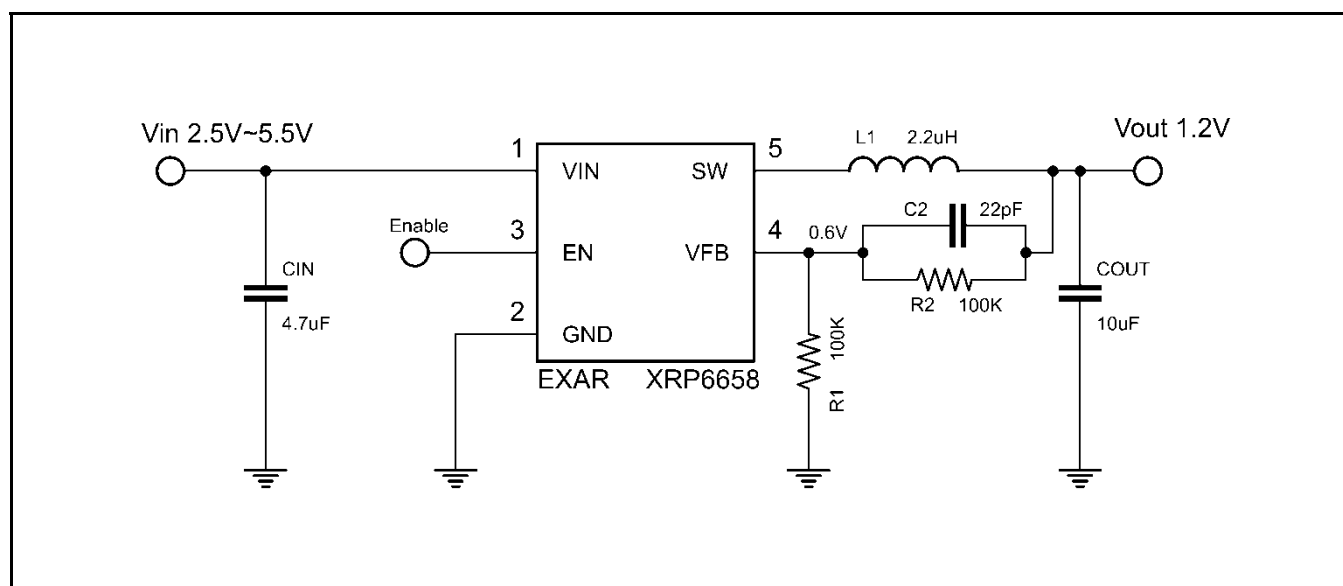 Vin 2.5V~5.5V
1
VIN
SW
5
L1
2.2uH
Vout 1.2V
Enable
3
EN
VFB
4
0.6V
C2
22pF
R2
100K
CIN
4.7uF
2
GND
R1
100K
COUT
10uF
EXAR
XRP6658